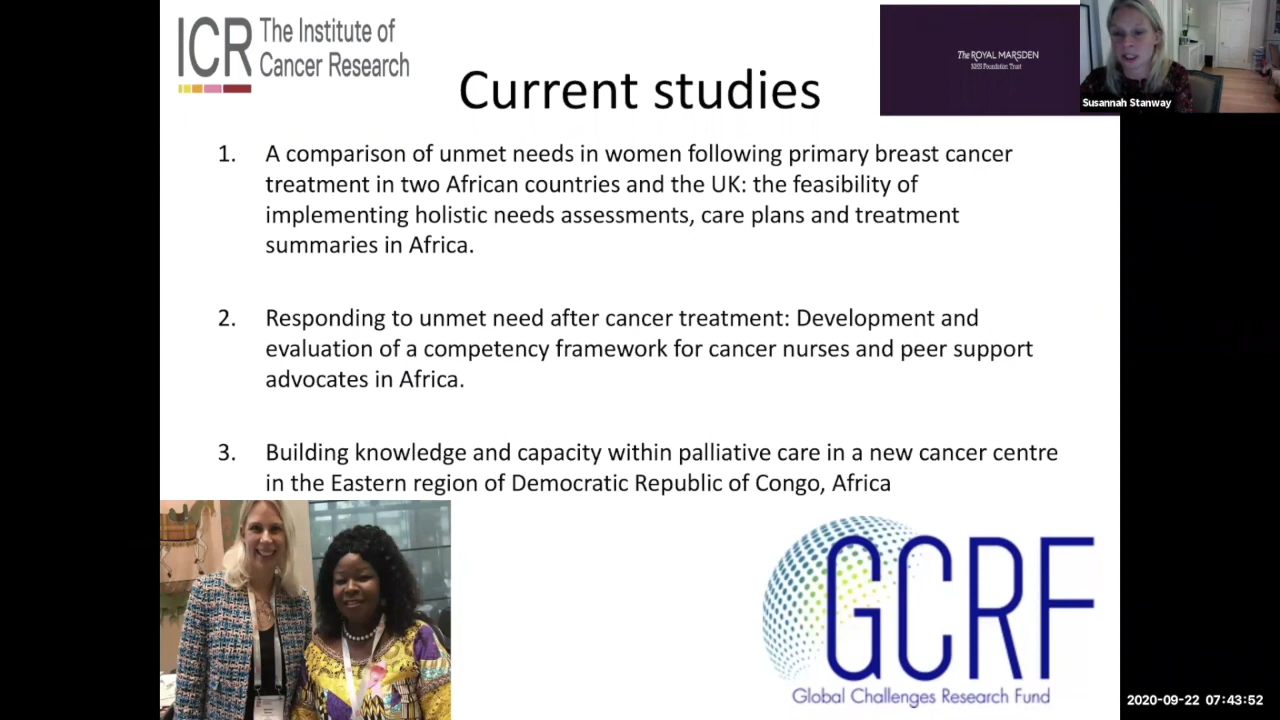 ICR The Institute of
Cancer Research
The ROYAL MARSDEN
NHS Foundation Trust
Susannah Stanway
Current studies
1. A comparison of unmet needs in women following primary breast cancer
treatment in two African countries and the UK: the feasibility of
implementing holistic needs assessments, care plans and treatment
summaries in Africa.
2. Responding to unmet need after cancer treatment: Development and
evaluation of a competency framework for cancer nurses and peer support
advocates in Africa.
3. Building knowledge and capacity within palliative care in a new cancer centre
in the Eastern region of Democratic Republic of Congo, Africa
GCRF
Global Challenges Research Fund
2020-09-22 07:43:52